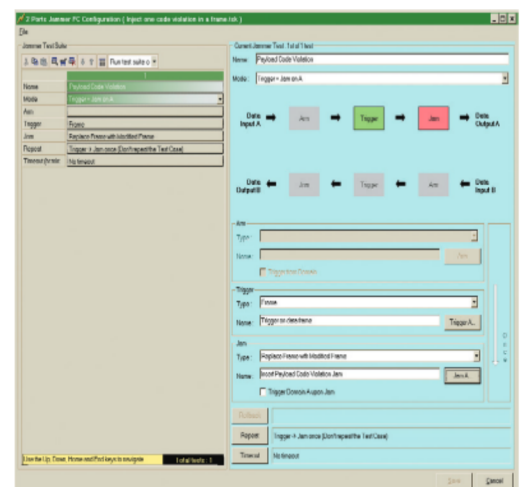 2 Ports Jammer FC Configuration ( Inject one code violation in a frame.tsk )
File
Jammer Test Suite
Run test suite o
1
Name Payload Code Violation
Mode Trigger > Jam on A
Arm
Trigger Frame
Jam Replace Frame with Modified Frame
Repeat Trigger -> Jam once (Don't repeat the Test Case)
No timeout
Use the Up, Down, Home and End keys to navigate Total tests : 1
Current Jammer Test : 1 of 1 test
Name : Payload Code Violation
Mode : Trigger > Jam on A
Data Input A Arm Trigger Jam Data Output A
Data Output B Jam Trigger Arm Data Input B
Arm
Type :
Name : Arm
Trigger
Type : Frame
Name : Trigger on data frame Trigger A...
Jam
Type : Replace Frame with Modified Frame
Name : Insert Payload Code Violation Jam Jam A
Trigger Domain A upon Jam
Repeat Trigger -> Jam once (Don't repeat the Test Case)
Timeout No timeout
Save Cancel